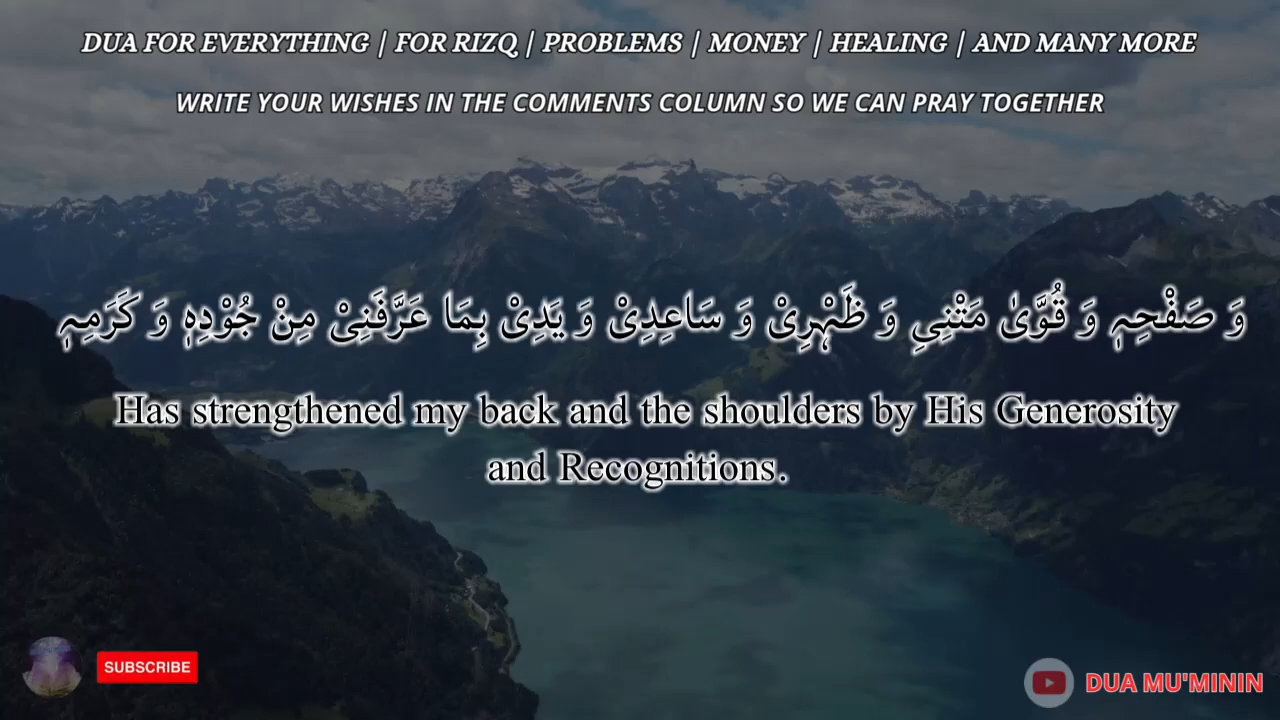 DUA FOR EVERYTHING | FOR RIZQ | PROBLEMS | MONEY | HEALING | AND MANY MORE
WRITE YOUR WISHES IN THE COMMENTS COLUMN SO WE CAN PRAY TOGETHER
وَ صَفْحِہٖ وَ قُوَّیٰ مَتْنِیِ وَ ظَہْرِیْ وَ سَاعِدِیْ وَ یَدِیْ بِمَا عَرَّفَنِیْ مِنْ جُوْدِہٖ وَ کَرَمِہٖ
Has strengthened my back and the shoulders by His Generosity
and Recognitions.
SUBSCRIBE
DUA MU'MININ